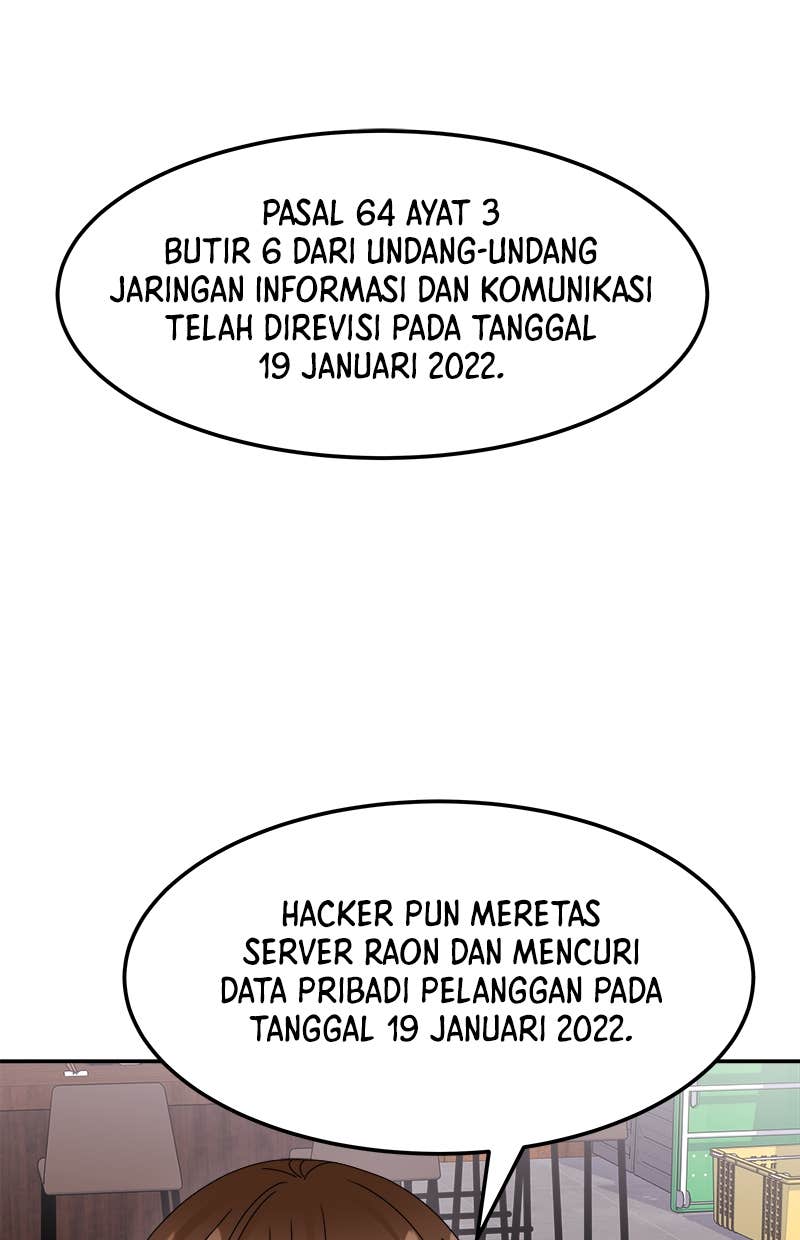 PASAL 64 AYAT 3
BUTIR 6 DARI UNDANG-UNDANG
JARINGAN INFORMASI DAN KOMUNIKASI
TELAH DIREVISI PADA TANGGAL
19 JANUARI 2022.
HACKER PUN MERETAS
SERVER RAON DAN MENCURI
DATA PRIBADI PELANGGAN PADA
TANGGAL 19 JANUARI 2022.